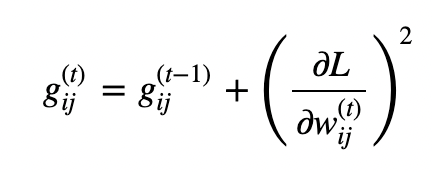 $g_{ij}^{(t)} = g_{ij}^{(t-1)} + \left( \frac{\partial L}{\partial w_{ij}^{(t)}} \right)^2$